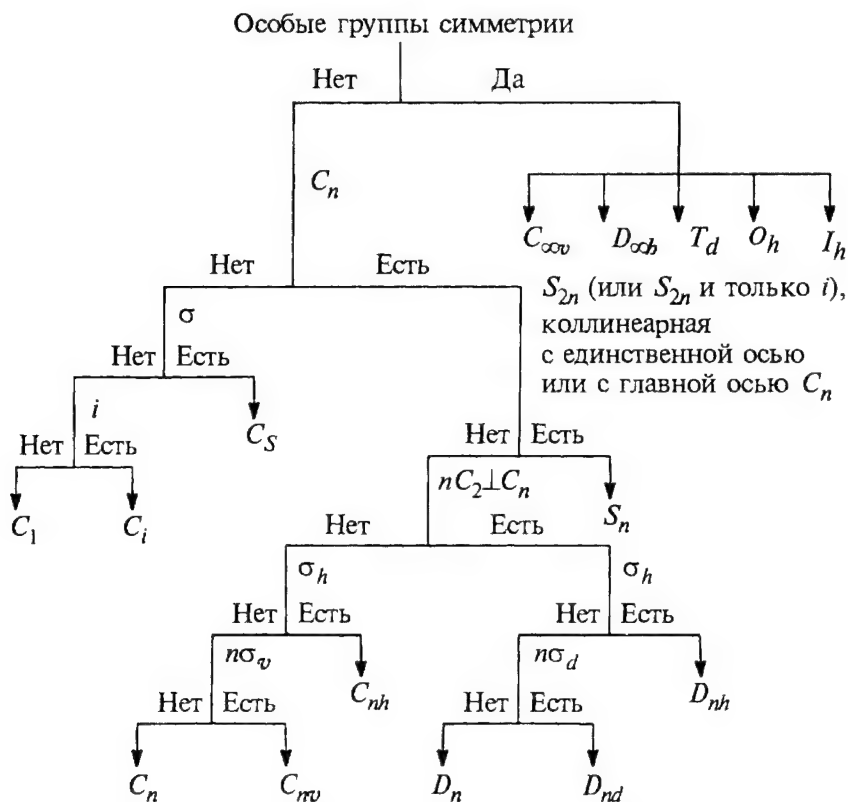 Особые группы симметрии
Нет Да
C_n
C_∞v D_∞h T_d O_h I_h
Нет Есть
S_2n (или S_2n и только i),
коллинеарная
с единственной осью
или с главной осью C_n
σ
Нет Есть
i
C_S
Нет Есть
Нет Есть
nC_2⊥C_n
C_1 C_i
S_n
Нет Есть
σ_h σ_h
Нет Есть Нет Есть
nσ_v nσ_d
C_nh D_nh
Нет Есть Нет Есть
C_n C_nv D_n D_nd